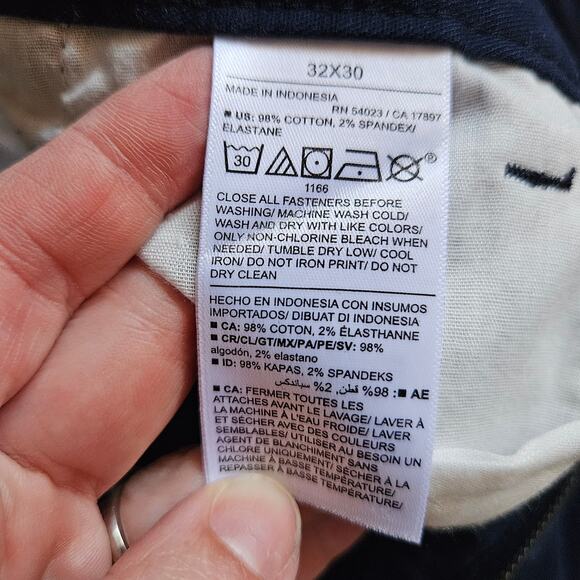 32X30
MADE IN INDONESIA
RN 54023 / CA 17897
■ US: 98% COTTON, 2% SPANDEX/
ELASTANE
30
®
1166
CLOSE ALL FASTENERS BEFORE
WASHING/ MACHINE WASH COLD/
WASH AND DRY WITH LIKE COLORS/
ONLY NON-CHLORINE BLEACH WHEN
NEEDED/ TUMBLE DRY LOW/ COOL
IRON/ DO NOT IRON PRINT/ DO NOT
DRY CLEAN
HECHO EN INDONESIA CON INSUMOS
IMPORTADOS/ DIBUAT DI INDONESIA
■ CA: 98% COTON, 2% ÉLASTHANNE
■ CR/CL/GT/MX/PA/PE/SV: 98%
algodón, 2% elastano
■ ID: 98% KAPAS, 2% SPANDEKS
AE ■: 98% قطن, 2% سباندكس
■ CA: FERMER TOUTES LES
ATTACHES AVANT LE LAVAGE/ LAVER À
LA MACHINE À L'EAU FROIDE/ LAVER
ET SÉCHER AVEC DES COULEURS
SEMBLABLES/ UTILISER AU BESOIN UN
AGENT DE BLANCHIMENT SANS
CHLORE UNIQUEMENT/ SÉCHER À LA
MACHINE À BASSE TEMPÉRATURE/
REPASSER À BASSE TEMPÉRATURE/